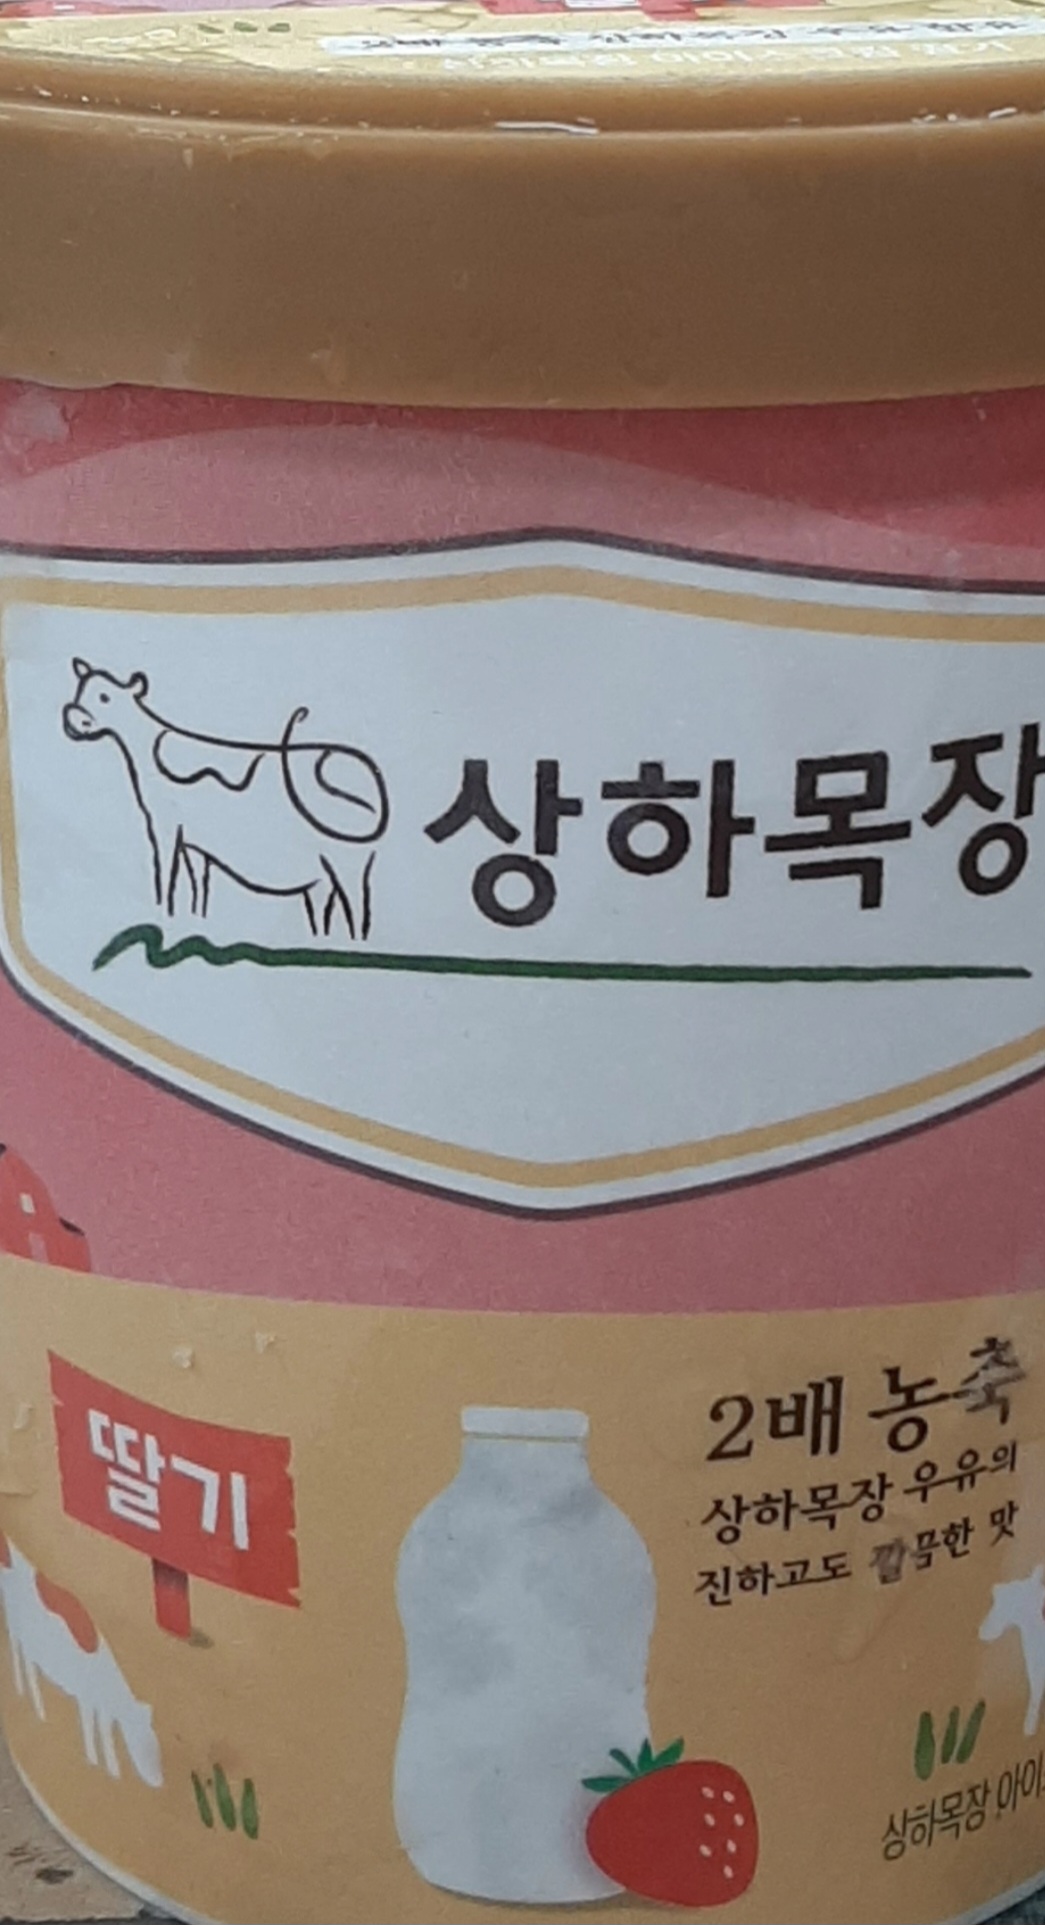 상하목장
딸기
2배 농축
상하목장 우유의
진하고도 깔끔한 맛
상하목장 아이